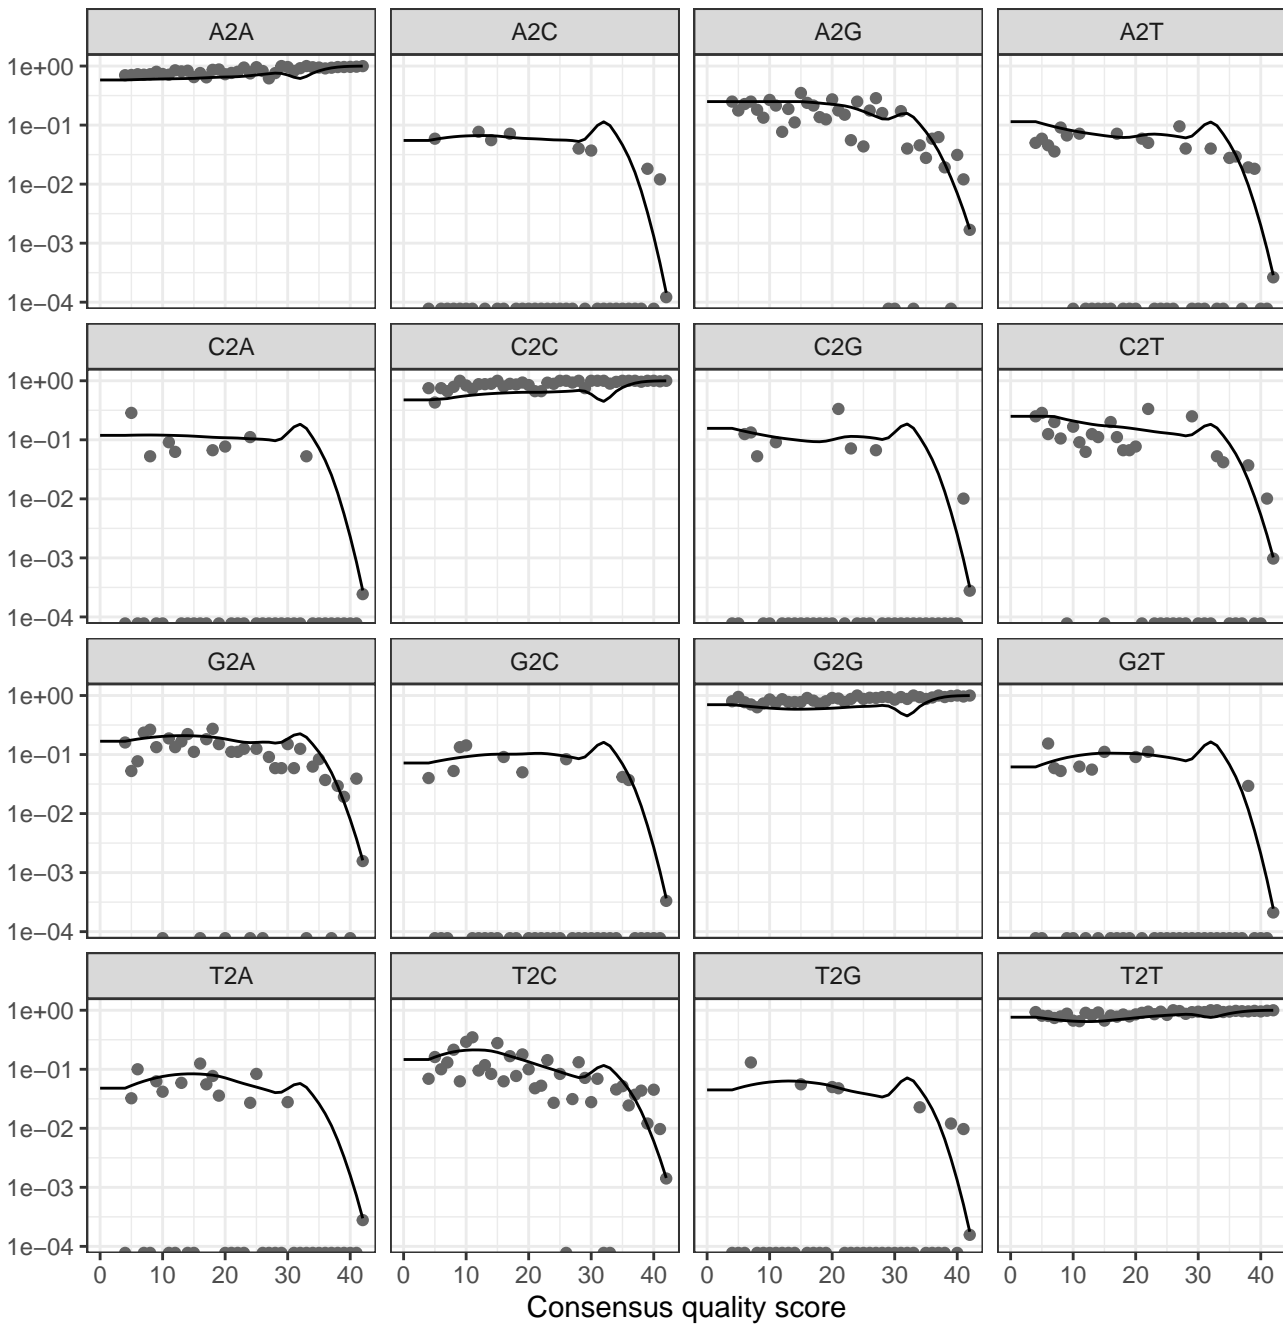 A2A A2C A2G A2T
1e+00
1e−01
1e−02
1e−03
1e−04
C2A C2C C2G C2T
1e+00
1e−01
1e−02
1e−03
1e−04
G2A G2C G2G G2T
1e+00
1e−01
1e−02
1e−03
1e−04
T2A T2C T2G T2T
1e+00
1e−01
1e−02
1e−03
1e−04
0 10 20 30 40 0 10 20 30 40 0 10 20 30 40 0 10 20 30 40
Consensus quality score